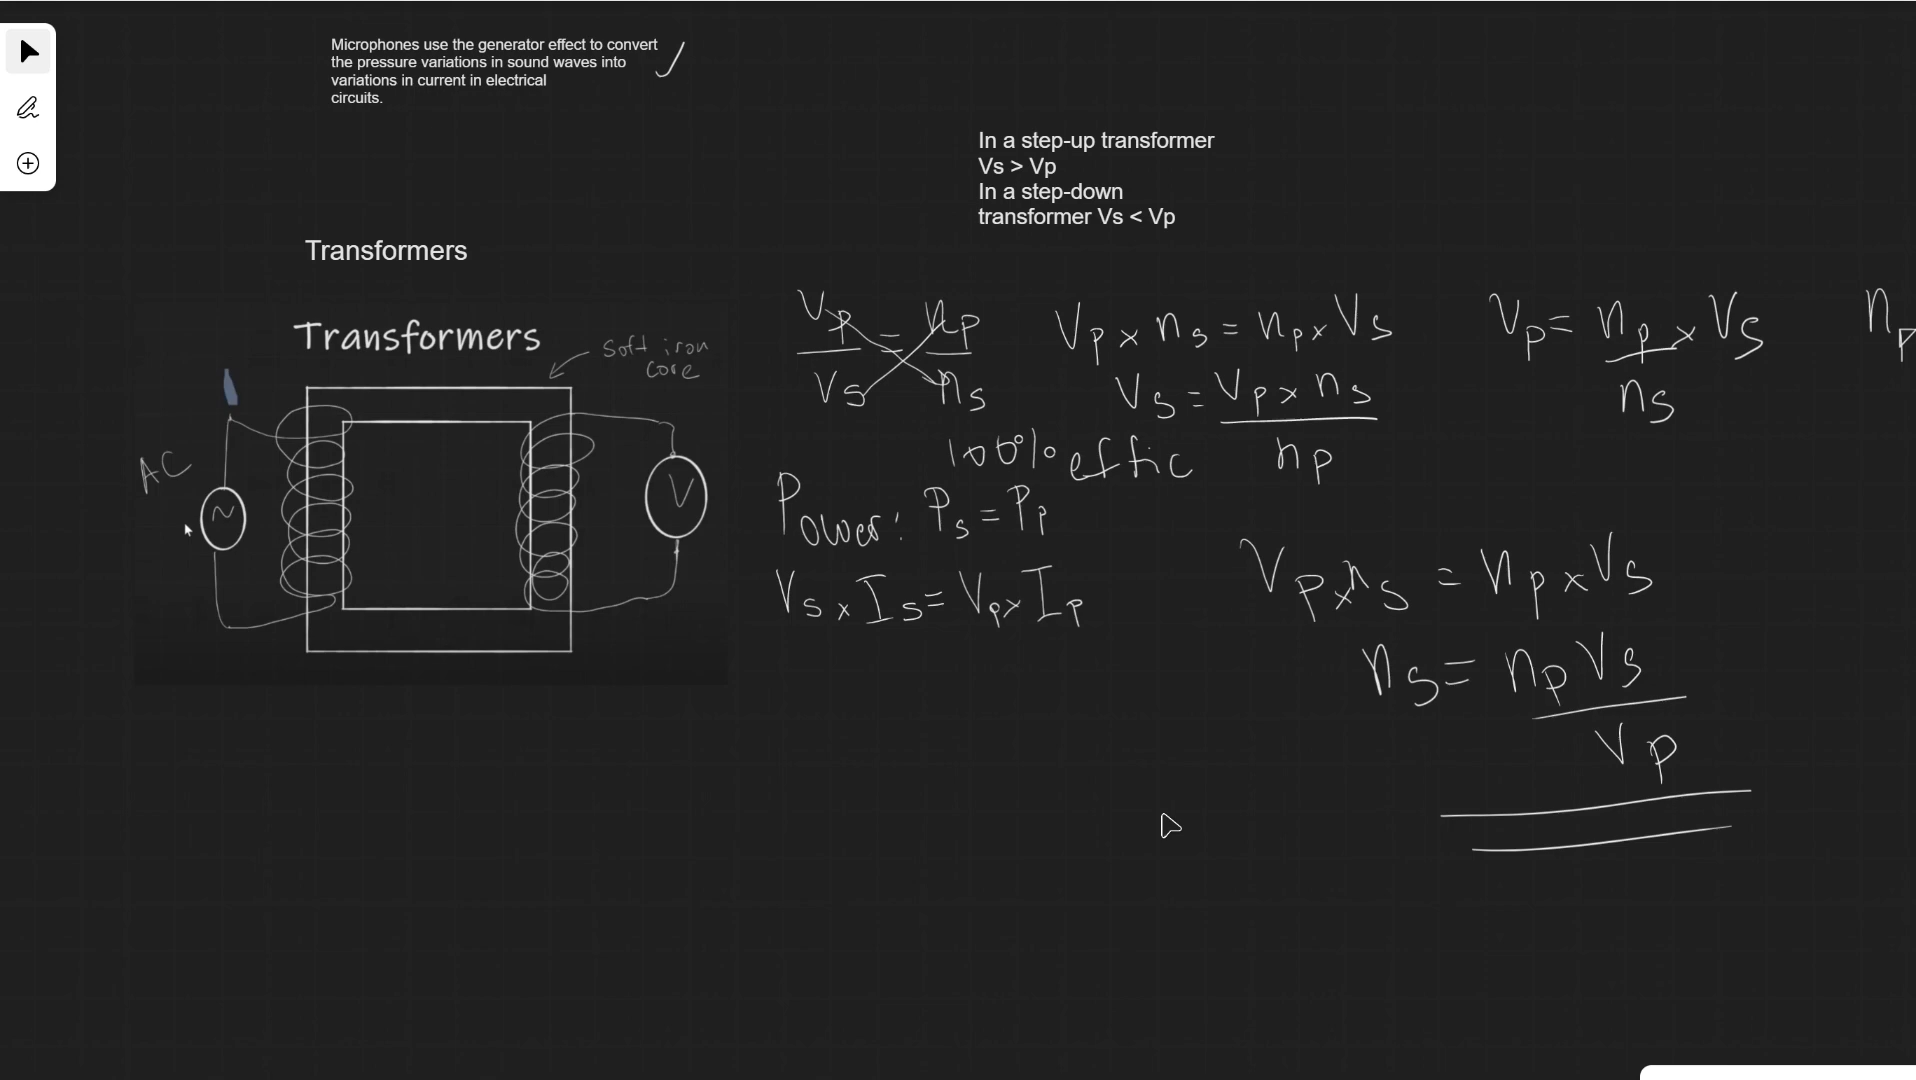 Microphones use the generator effect to convert
the pressure variations in sound waves into
variations in current in electrical
circuits.
In a step-up transformer
Vs > Vp
In a step-down
transformer Vs < Vp
Transformers
Transformers
soft iron
core
AC
~
V
Vp/Vs = np/ns
Vp × ns = np × Vs
Vs = Vp × ns / np
Vp = np × Vs / ns
np
100% effic
Power: Ps = Pp
Vs × Is = Vp × Ip
Vp × ns = np × Vs
ns = np Vs / Vp